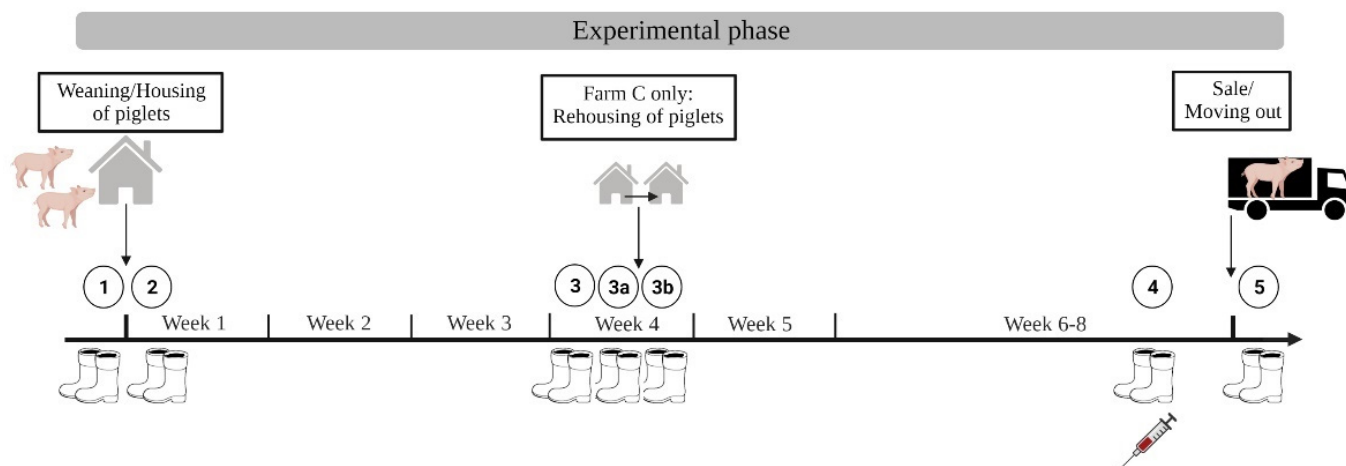 Experimental phase
Weaning/Housing
of piglets
Farm C only:
Rehousing of piglets
Sale/
Moving out
1 2 3 3a 3b 4 5
Week 1 Week 2 Week 3 Week 4 Week 5 Week 6-8